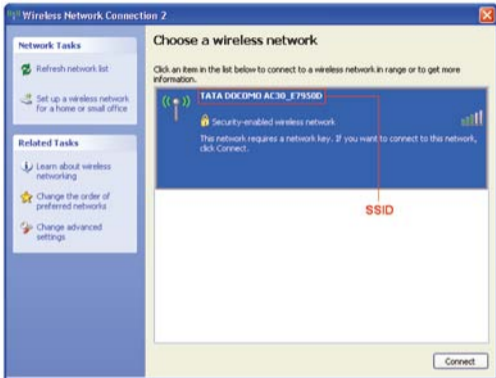 Wireless Network Connection 2
Network Tasks
Refresh network list
Set up a wireless network
for a home or small office
Related Tasks
Learn about wireless
networking
Change the order of
preferred networks
Change advanced
settings
Choose a wireless network
Click an item in the list below to connect to a wireless network in range or to get more
information.
TATA DOCOMO AC30_E7950D
Security-enabled wireless network
This network requires a network key. If you want to connect to this network,
click Connect.
SSID
Connect